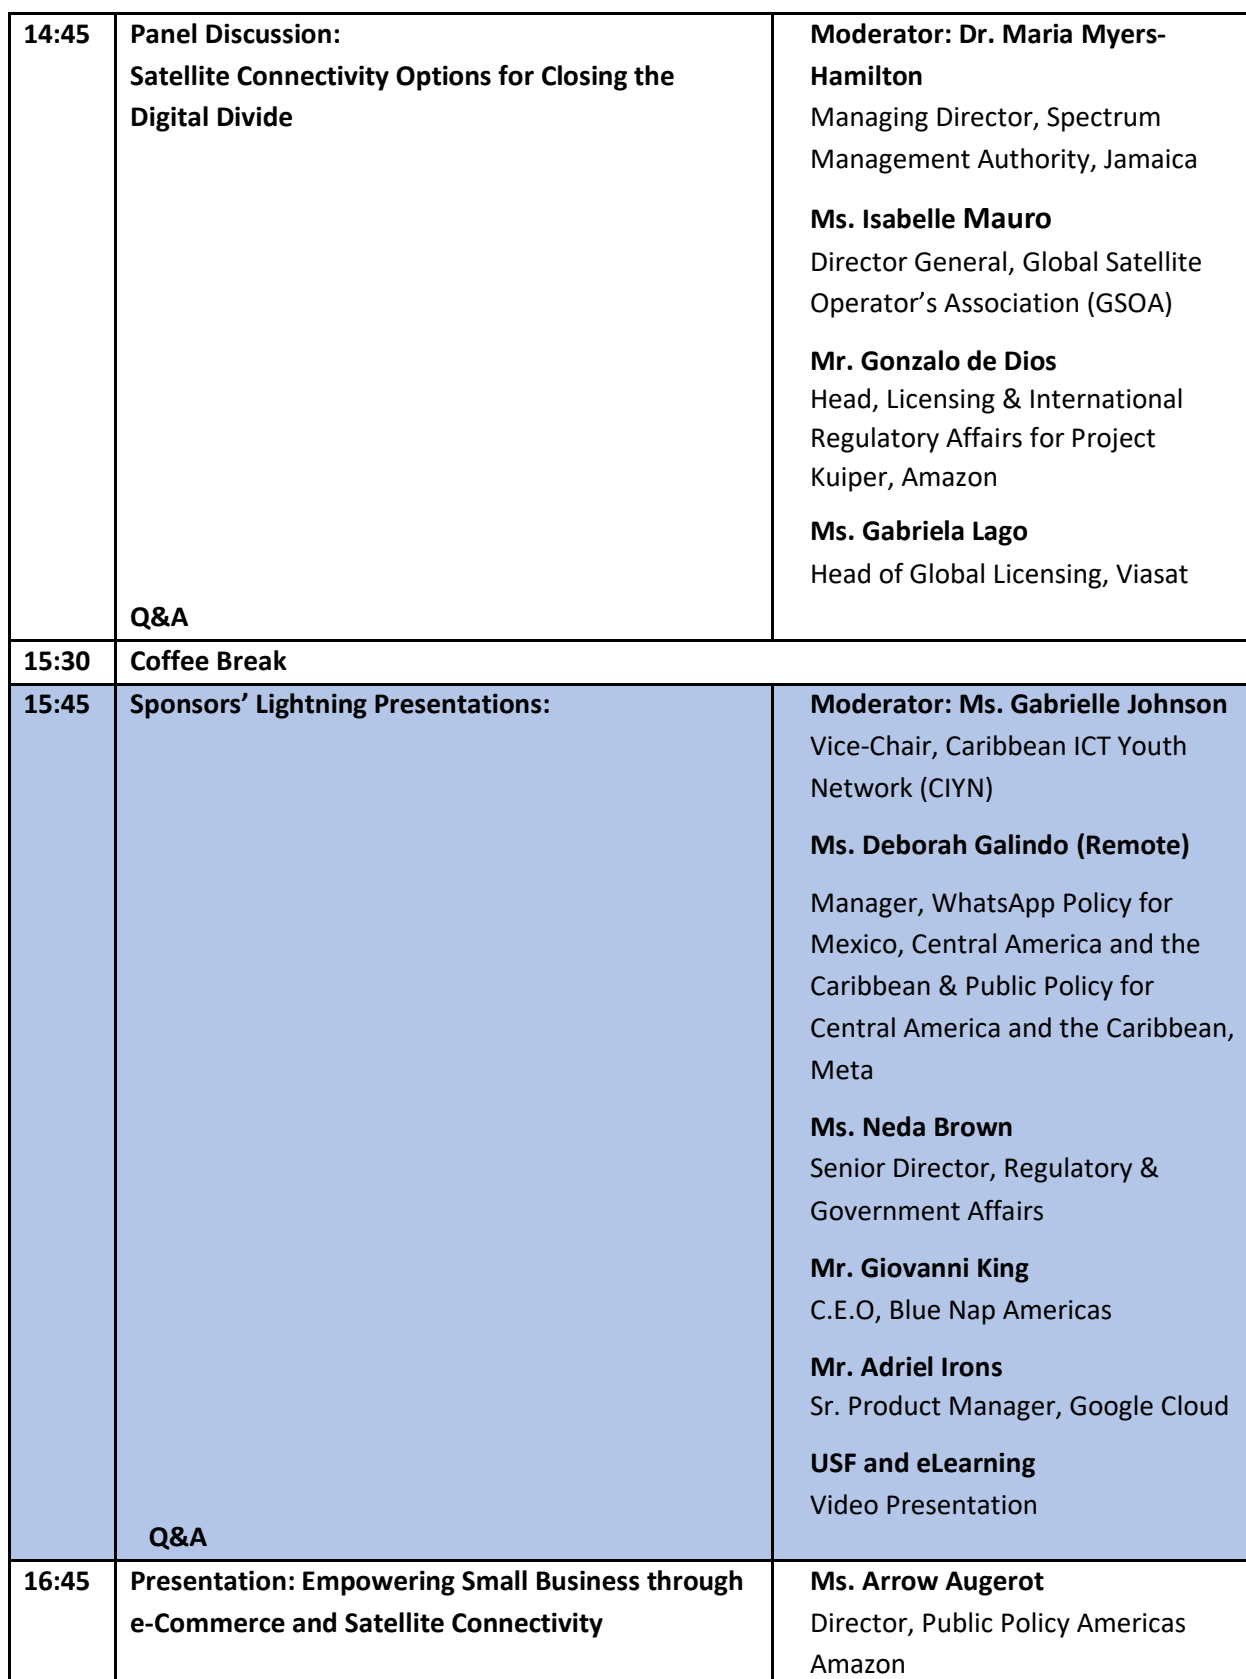 14:45
Panel Discussion:
Satellite Connectivity Options for Closing the
Digital Divide
Q&A
Moderator: Dr. Maria Myers-
Hamilton
Managing Director, Spectrum
Management Authority, Jamaica
Ms. Isabelle Mauro
Director General, Global Satellite
Operator’s Association (GSOA)
Mr. Gonzalo de Dios
Head, Licensing & International
Regulatory Affairs for Project
Kuiper, Amazon
Ms. Gabriela Lago
Head of Global Licensing, Viasat
15:30
Coffee Break
15:45
Sponsors’ Lightning Presentations:
Q&A
Moderator: Ms. Gabrielle Johnson
Vice-Chair, Caribbean ICT Youth
Network (CIYN)
Ms. Deborah Galindo (Remote)
Manager, WhatsApp Policy for
Mexico, Central America and the
Caribbean & Public Policy for
Central America and the Caribbean,
Meta
Ms. Neda Brown
Senior Director, Regulatory &
Government Affairs
Mr. Giovanni King
C.E.O, Blue Nap Americas
Mr. Adriel Irons
Sr. Product Manager, Google Cloud
USF and eLearning
Video Presentation
16:45
Presentation: Empowering Small Business through
e-Commerce and Satellite Connectivity
Ms. Arrow Augerot
Director, Public Policy Americas
Amazon